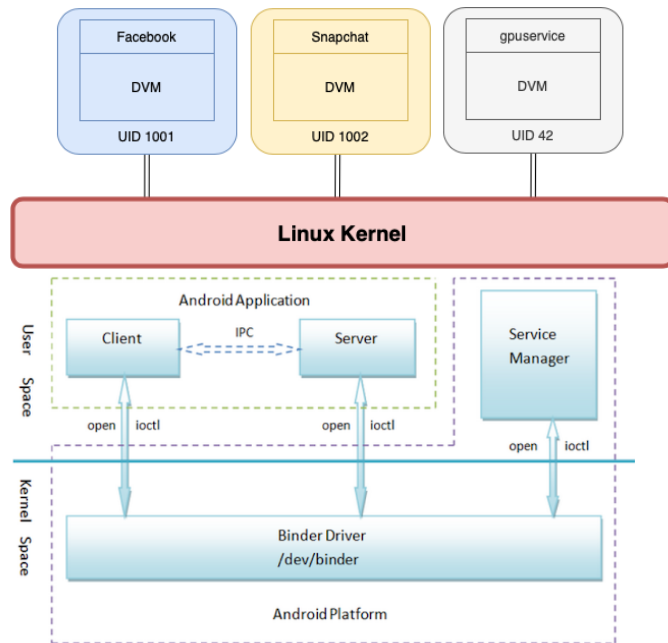 Facebook
DVM
UID 1001
Snapchat
DVM
UID 1002
gpuservice
DVM
UID 42
Linux Kernel
Android Application
User Space
Client
IPC
Server
Service
Manager
open ioctl
open ioctl
open ioctl
Kernel Space
Binder Driver
/dev/binder
Android Platform